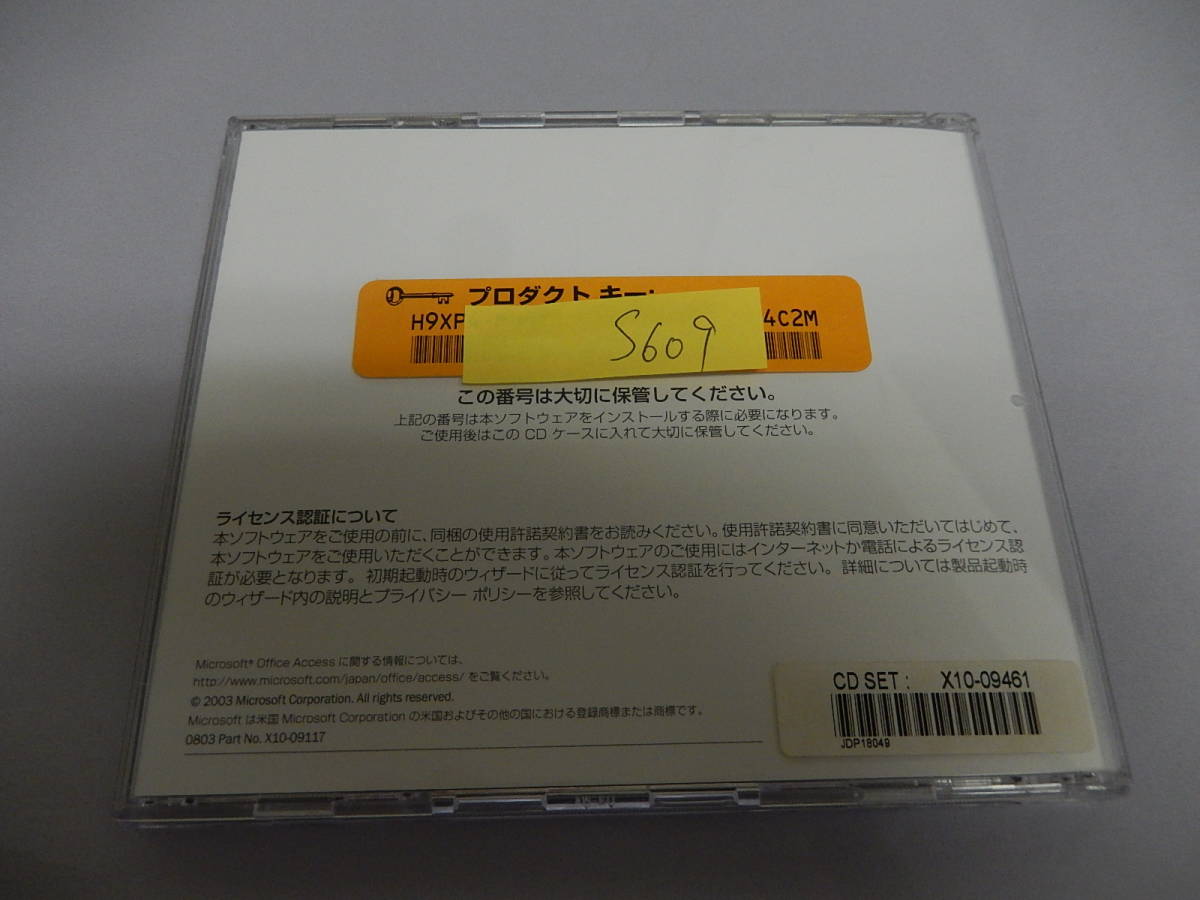 プロダクト キー:
H9XP
4C2M
S609
この番号は大切に保管してください。
上記の番号は本ソフトウェアをインストールする際に必要になります。
ご使用後はこの CD ケースに入れて大切に保管してください。
ライセンス認証について
本ソフトウェアをご使用の前に、同梱の使用許諾契約書をお読みください。使用許諾契約書に同意いただいてはじめて、
本ソフトウェアをご使用いただくことができます。本ソフトウェアのご使用にはインターネットか電話によるライセンス認
証が必要となります。 初期起動時のウィザードに従ってライセンス認証を行ってください。 詳細については製品起動時
のウィザード内の説明とプライバシー ポリシーを参照してください。
Microsoft® Office Access に関する情報については、
http://www.microsoft.com/japan/office/access/ をご覧ください。
© 2003 Microsoft Corporation. All rights reserved.
Microsoft は米国 Microsoft Corporation の米国およびその他の国における登録商標または商標です。
0803 Part No. X10-09117
CD SET : X10-09461
JDP18049